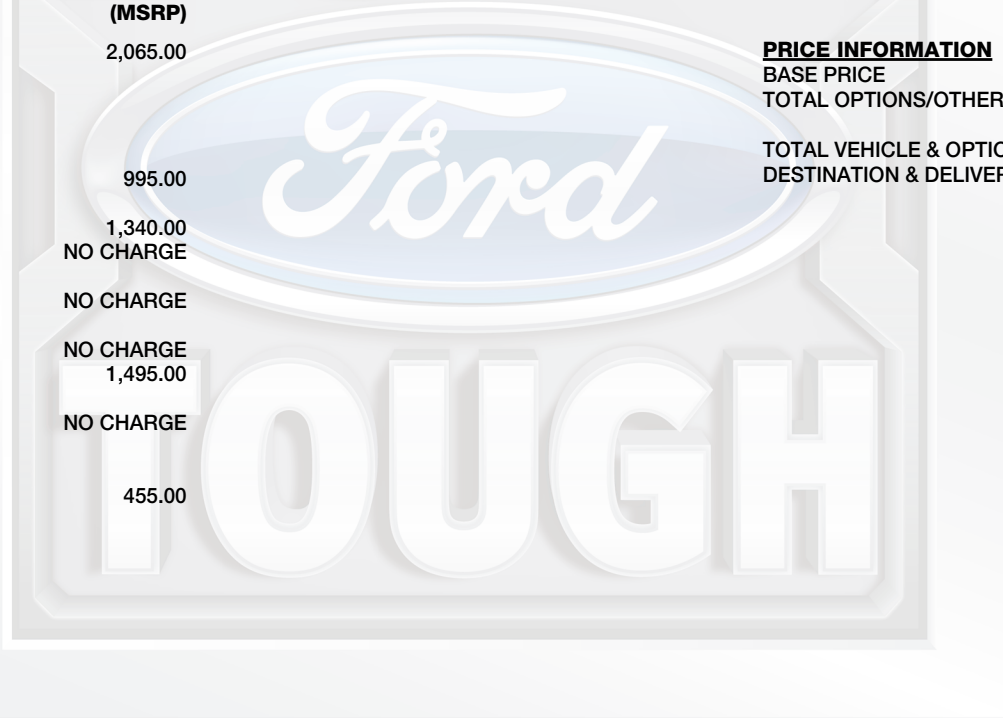 (MSRP)
2,065.00
995.00
1,340.00
NO CHARGE
NO CHARGE
NO CHARGE
1,495.00
NO CHARGE
455.00
PRICE INFORMATION
BASE PRICE
TOTAL OPTIONS/OTHER
TOTAL VEHICLE & OPTIO
DESTINATION & DELIVER
Ford
TOUGH